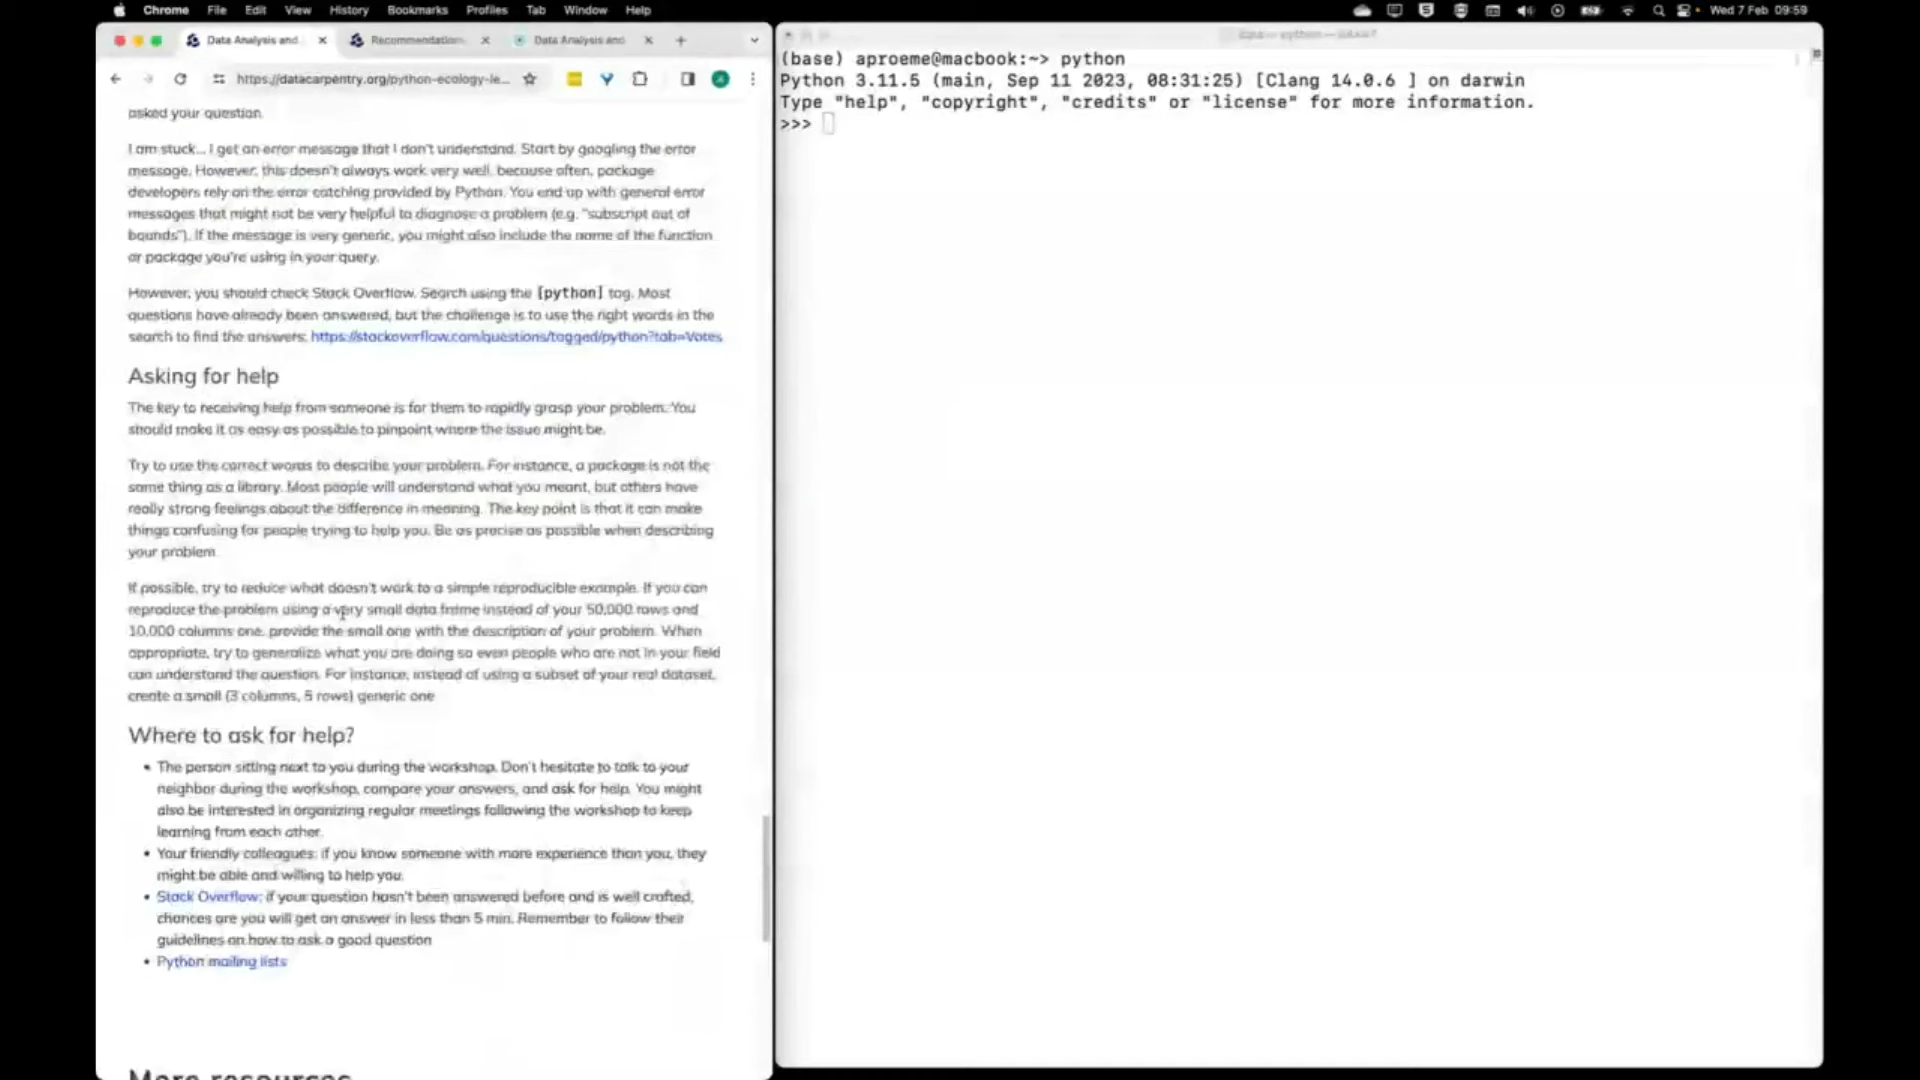 Chrome File Edit View History Bookmarks Profiles Tab Window Help Wed 7 Feb 09:59
Data Analysis and Recommendation Data Analysis and
https://datacarpentry.org/python-ecology-le...
asked your question.
I am stuck... I get an error message that I don't understand. Start by googling the error
message. However, this doesn't always work very well, because often, package
developers rely on the error catching provided by Python. You end up with general error
messages that might not be very helpful to diagnose a problem (e.g. "subscript out of
bounds"). If the message is very generic, you might also include the name of the function
or package you're using in your query.
However, you should check Stack Overflow. Search using the [python] tag. Most
questions have already been answered, but the challenge is to use the right words in the
search to find the answers: https://stackoverflow.com/questions/tagged/python?tab=Votes
Asking for help
The key to receiving help from someone is for them to rapidly grasp your problem. You
should make it as easy as possible to pinpoint where the issue might be.
Try to use the correct words to describe your problem. For instance, a package is not the
same thing as a library. Most people will understand what you meant, but others have
really strong feelings about the difference in meaning. The key point is that it can make
things confusing for people trying to help you. Be as precise as possible when describing
your problem.
If possible, try to reduce what doesn't work to a simple reproducible example. If you can
reproduce the problem using a very small data frame instead of your 50,000 rows and
10,000 columns one, provide the small one with the description of your problem. When
appropriate, try to generalize what you are doing so even people who are not in your field
can understand the question. For instance, instead of using a subset of your real dataset,
create a small (3 columns, 5 rows) generic one
Where to ask for help?
• The person sitting next to you during the workshop. Don't hesitate to talk to your
neighbor during the workshop, compare your answers, and ask for help. You might
also be interested in organizing regular meetings following the workshop to keep
learning from each other.
• Your friendly colleagues: if you know someone with more experience than you, they
might be able and willing to help you.
• Stack Overflow: if your question hasn't been answered before and is well crafted,
chances are you will get an answer in less than 5 min. Remember to follow their
guidelines on how to ask a good question
• Python mailing lists
More resources
(base) aproeme@macbook:~> python
Python 3.11.5 (main, Sep 11 2023, 08:31:25) [Clang 14.0.6 ] on darwin
Type "help", "copyright", "credits" or "license" for more information.
>>>